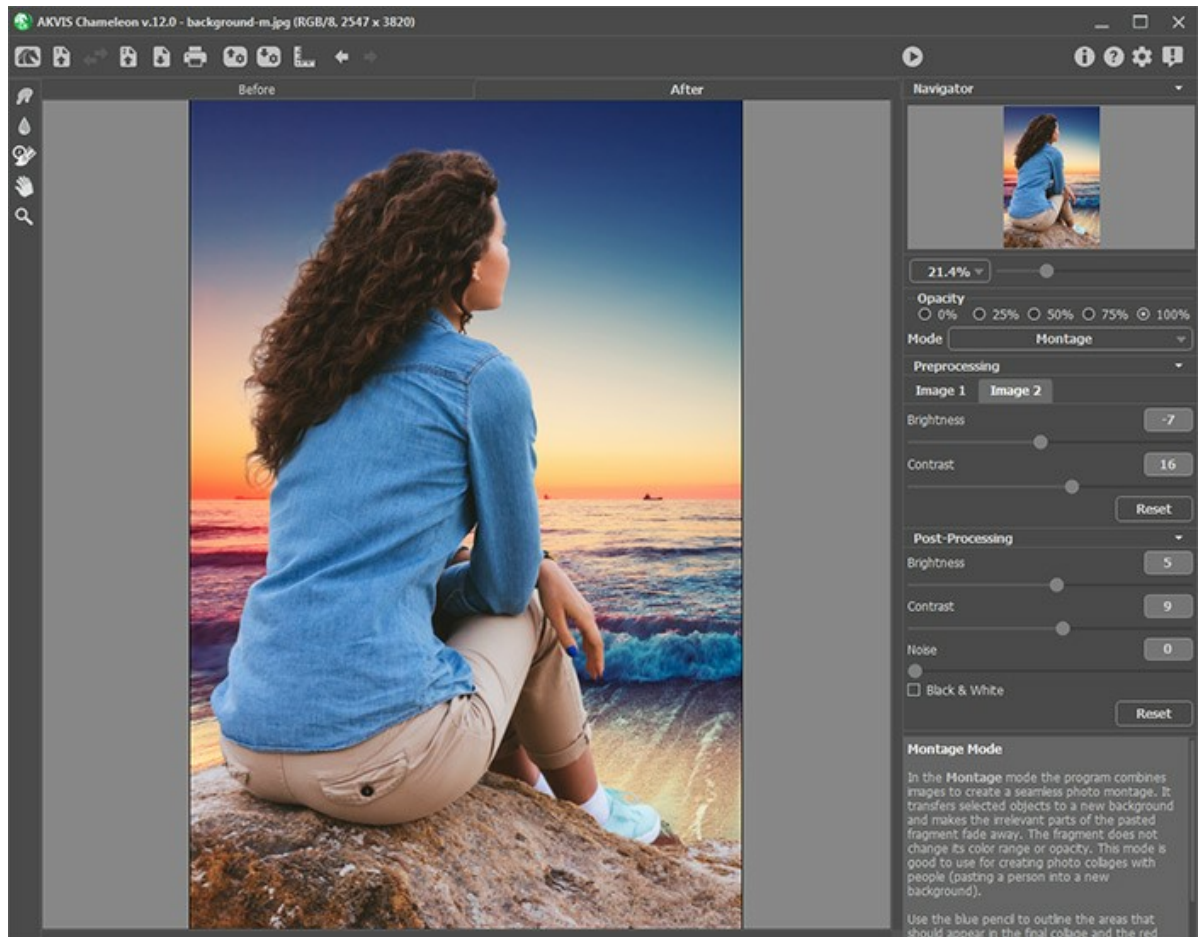 AKVIS Chameleon v.12.0 - background-m.jpg (RGB/8, 2547 x 3820)
Before
After
Navigator
21.4%
Opacity
0% 25% 50% 75% 100%
Mode Montage
Preprocessing
Image 1 Image 2
Brightness -7
Contrast 16
Reset
Post-Processing
Brightness 5
Contrast 9
Noise 0
Black & White
Reset
Montage Mode
In the Montage mode the program combines
images to create a seamless photo montage. It
transfers selected objects to a new background
and makes the irrelevant parts of the pasted
fragment fade away. The fragment does not
change its color range or opacity. This mode is
good to use for creating photo collages with
people (pasting a person into a new
background).
Use the blue pencil to outline the areas that
should appear in the final collage and the red